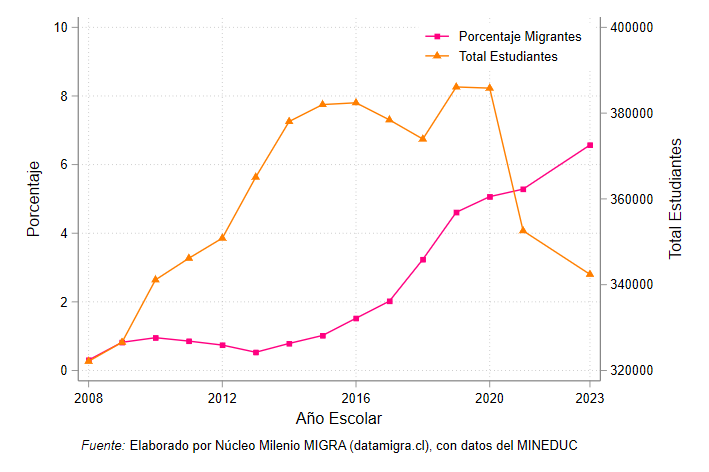 Porcentaje Migrantes
Total Estudiantes
10
8
6
4
2
0
Porcentaje
400000
380000
360000
340000
320000
Total Estudiantes
2008
2012
2016
2020
2023
Año Escolar
Fuente: Elaborado por Núcleo Milenio MIGRA (datamigra.cl), con datos del MINEDUC